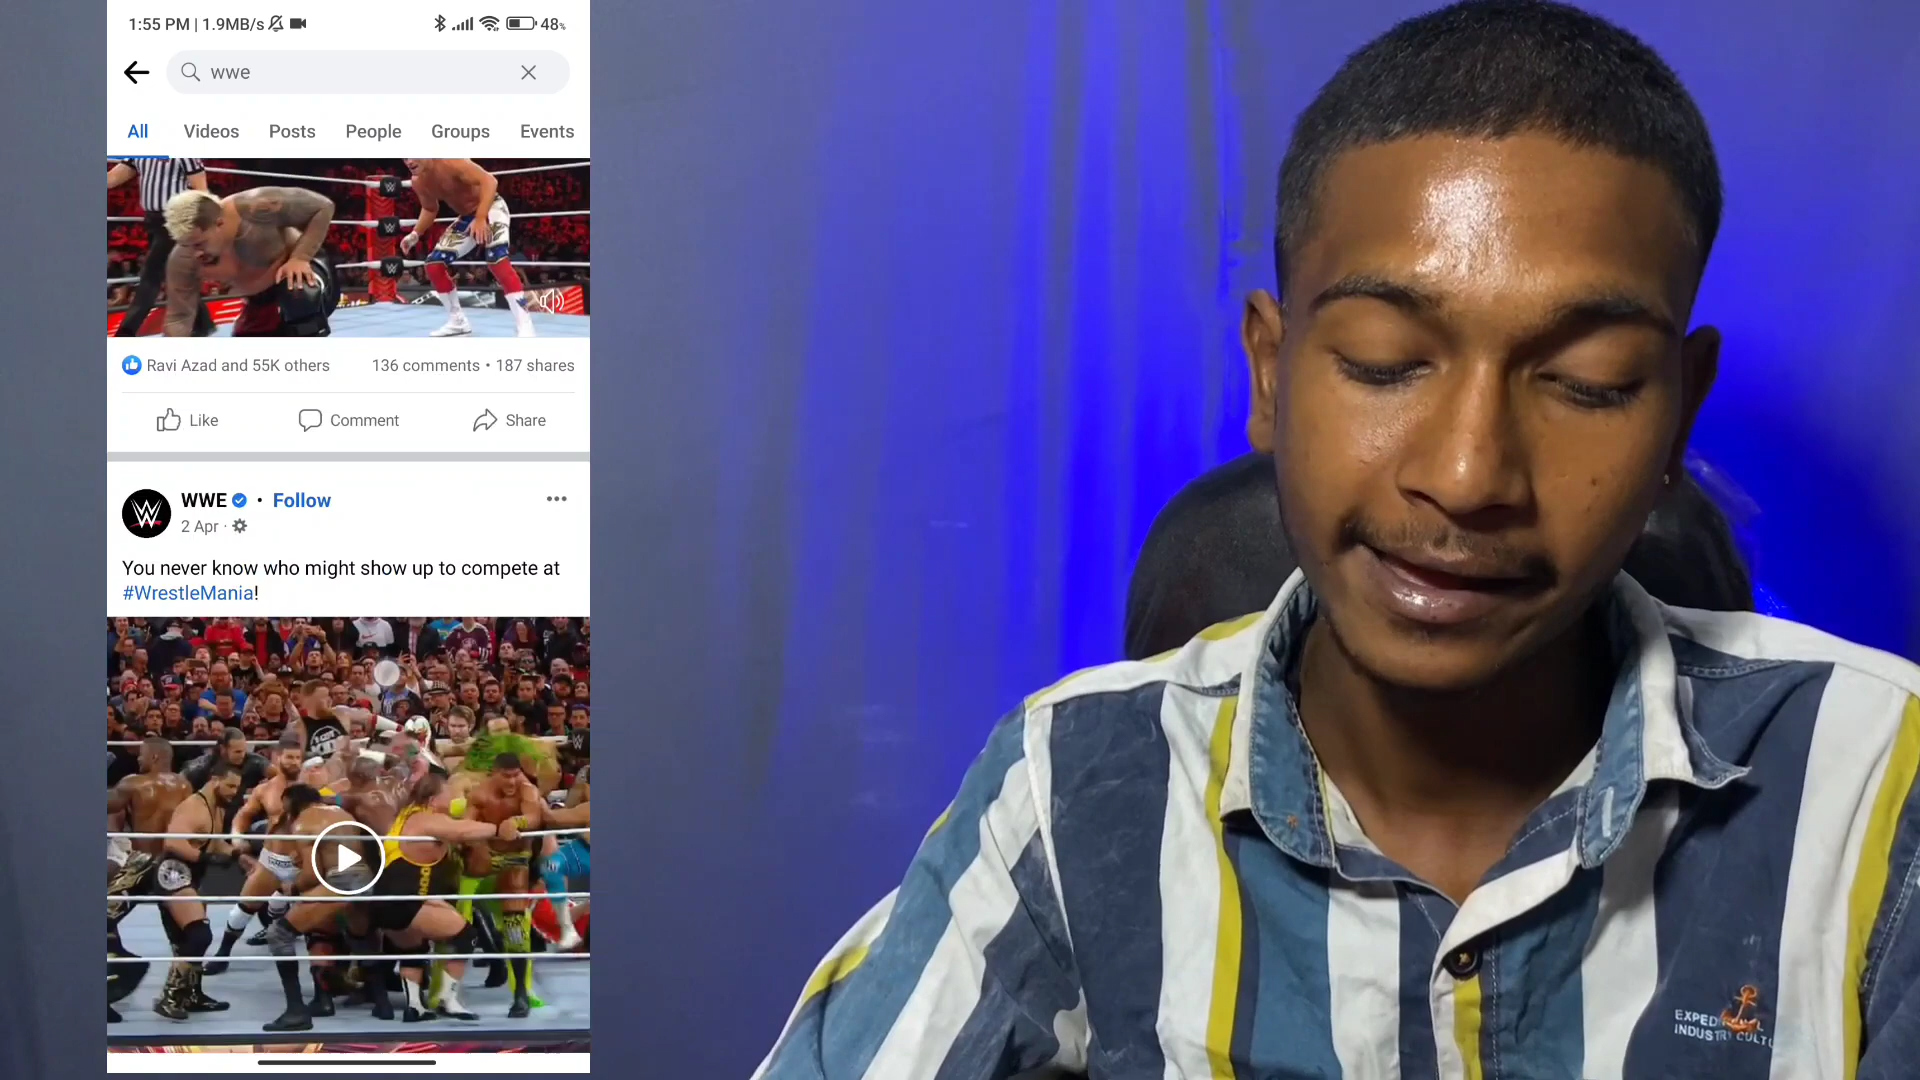 1:55 PM | 1.9MB/s 48%
wwe
All Videos Posts People Groups Events
Ravi Azad and 55K others 136 comments • 187 shares
Like Comment Share
WWE • Follow
2 Apr ·
You never know who might show up to compete at
#WrestleMania!
INDUSTRY